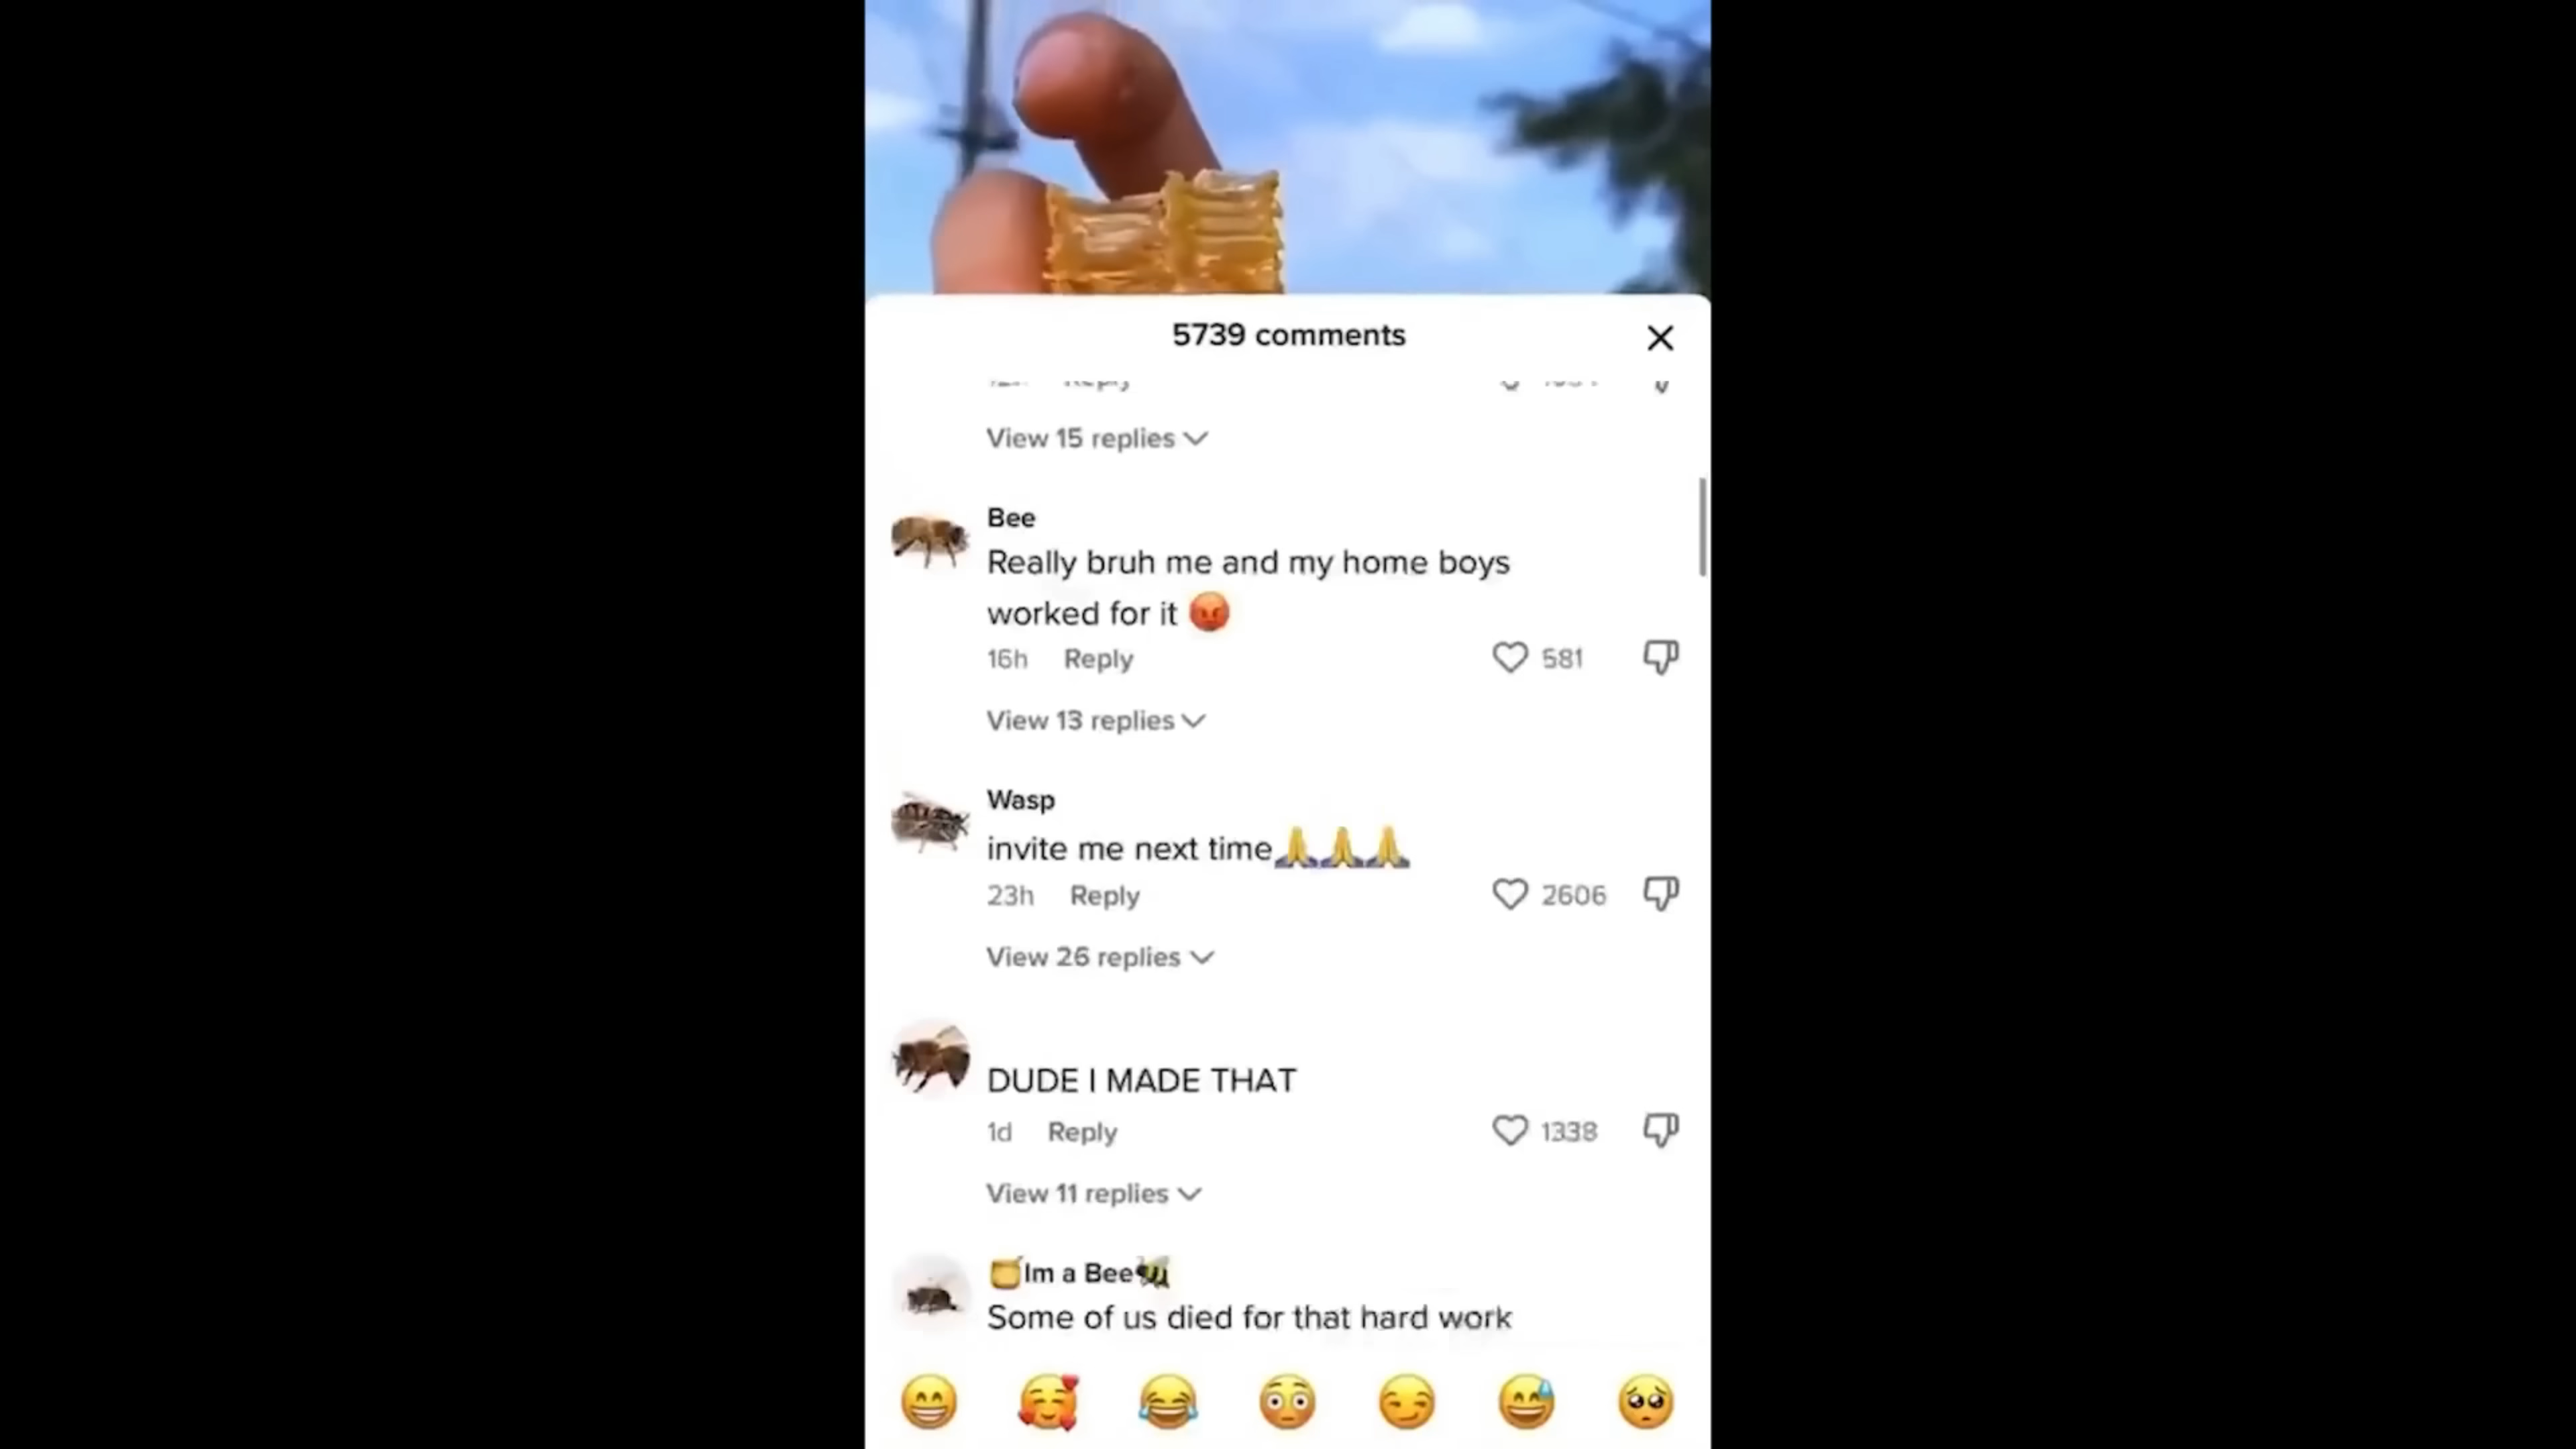 5739 comments
Reply
View 15 replies
Bee
Really bruh me and my home boys
worked for it 😡
16h Reply 581
View 13 replies
Wasp
invite me next time🙏🙏🙏
23h Reply 2606
View 26 replies
DUDE I MADE THAT
1d Reply 1338
View 11 replies
🍯Im a Bee🐝
Some of us died for that hard work